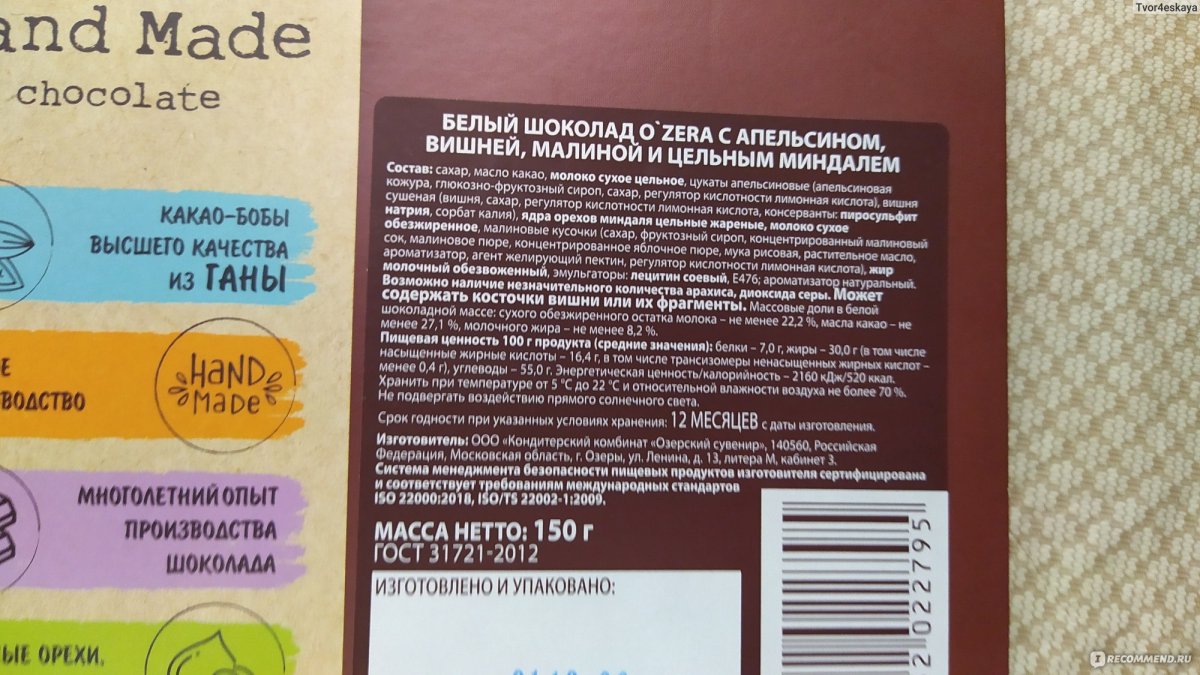 Tvor4eskaya
and Made
chocolate
КАКАО-БОБЫ
ВЫСШЕГО КАЧЕСТВА
ИЗ ГАНЫ
Е
ВОДСТВО
HAND
MADE
МНОГОЛЕТНИЙ ОПЫТ
ПРОИЗВОДСТВА
ШОКОЛАДА
ЫЕ ОРЕХИ,
БЕЛЫЙ ШОКОЛАД O`ZERA С АПЕЛЬСИНОМ,
ВИШНЕЙ, МАЛИНОЙ И ЦЕЛЬНЫМ МИНДАЛЕМ
Состав: сахар, масло какао, молоко сухое цельное, цукаты апельсиновые (апельсиновая
кожура, глюкозно-фруктозный сироп, сахар, регулятор кислотности лимонная кислота), вишня
сушеная (вишня, сахар, регулятор кислотности лимонная кислота, консерванты: пиросульфит
натрия, сорбат калия), ядра орехов миндаля цельные жареные, молоко сухое
обезжиренное, малиновые кусочки (сахар, фруктозный сироп, концентрированный малиновый
сок, малиновое пюре, концентрированное яблочное пюре, мука рисовая, растительное масло,
ароматизатор, агент желирующий пектин, регулятор кислотности лимонная кислота), жир
молочный обезвоженный, эмульгаторы: лецитин соевый, Е476; ароматизатор натуральный.
Возможно наличие незначительного количества арахиса, диоксида серы. Может
содержать косточки вишни или их фрагменты. Массовые доли в белой
шоколадной массе: сухого обезжиренного остатка молока – не менее 22,2 %, масла какао – не
менее 27,1 %, молочного жира – не менее 8,2 %.
Пищевая ценность 100 г продукта (средние значения): белки – 7,0 г, жиры – 30,0 г (в том числе
насыщенные жирные кислоты – 16,4 г, в том числе трансизомеры ненасыщенных жирных кислот –
менее 0,4 г), углеводы – 55,0 г. Энергетическая ценность/калорийность – 2160 кДж/520 ккал.
Хранить при температуре от 5 °С до 22 °С и относительной влажности воздуха не более 70 %.
Не подвергать воздействию прямого солнечного света.
Срок годности при указанных условиях хранения: 12 МЕСЯЦЕВ с даты изготовления.
Изготовитель: ООО «Кондитерский комбинат «Озерский сувенир», 140560, Российская
Федерация, Московская область, г. Озеры, ул. Ленина, д. 13, литера М, кабинет 3.
Система менеджмента безопасности пищевых продуктов изготовителя сертифицирована
и соответствует требованиям международных стандартов
ISO 22000:2018, ISO/TS 22002-1:2009.
МАССА НЕТТО: 150 г
ГОСТ 31721-2012
ИЗГОТОВЛЕНО И УПАКОВАНО:
2 022795
IRECOMMEND.RU